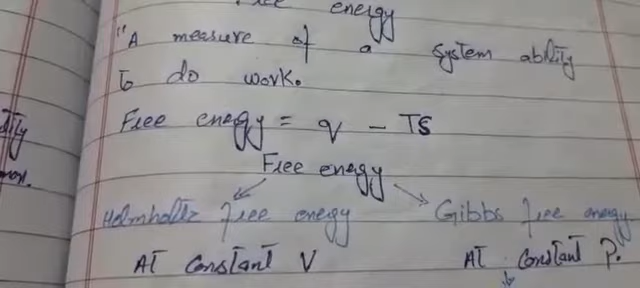 Free energy
"A measure of a system ability
to do work.
Free energy = q - TS
Free energy
Helmholtz free energy Gibbs free energy
At constant V At constant P.